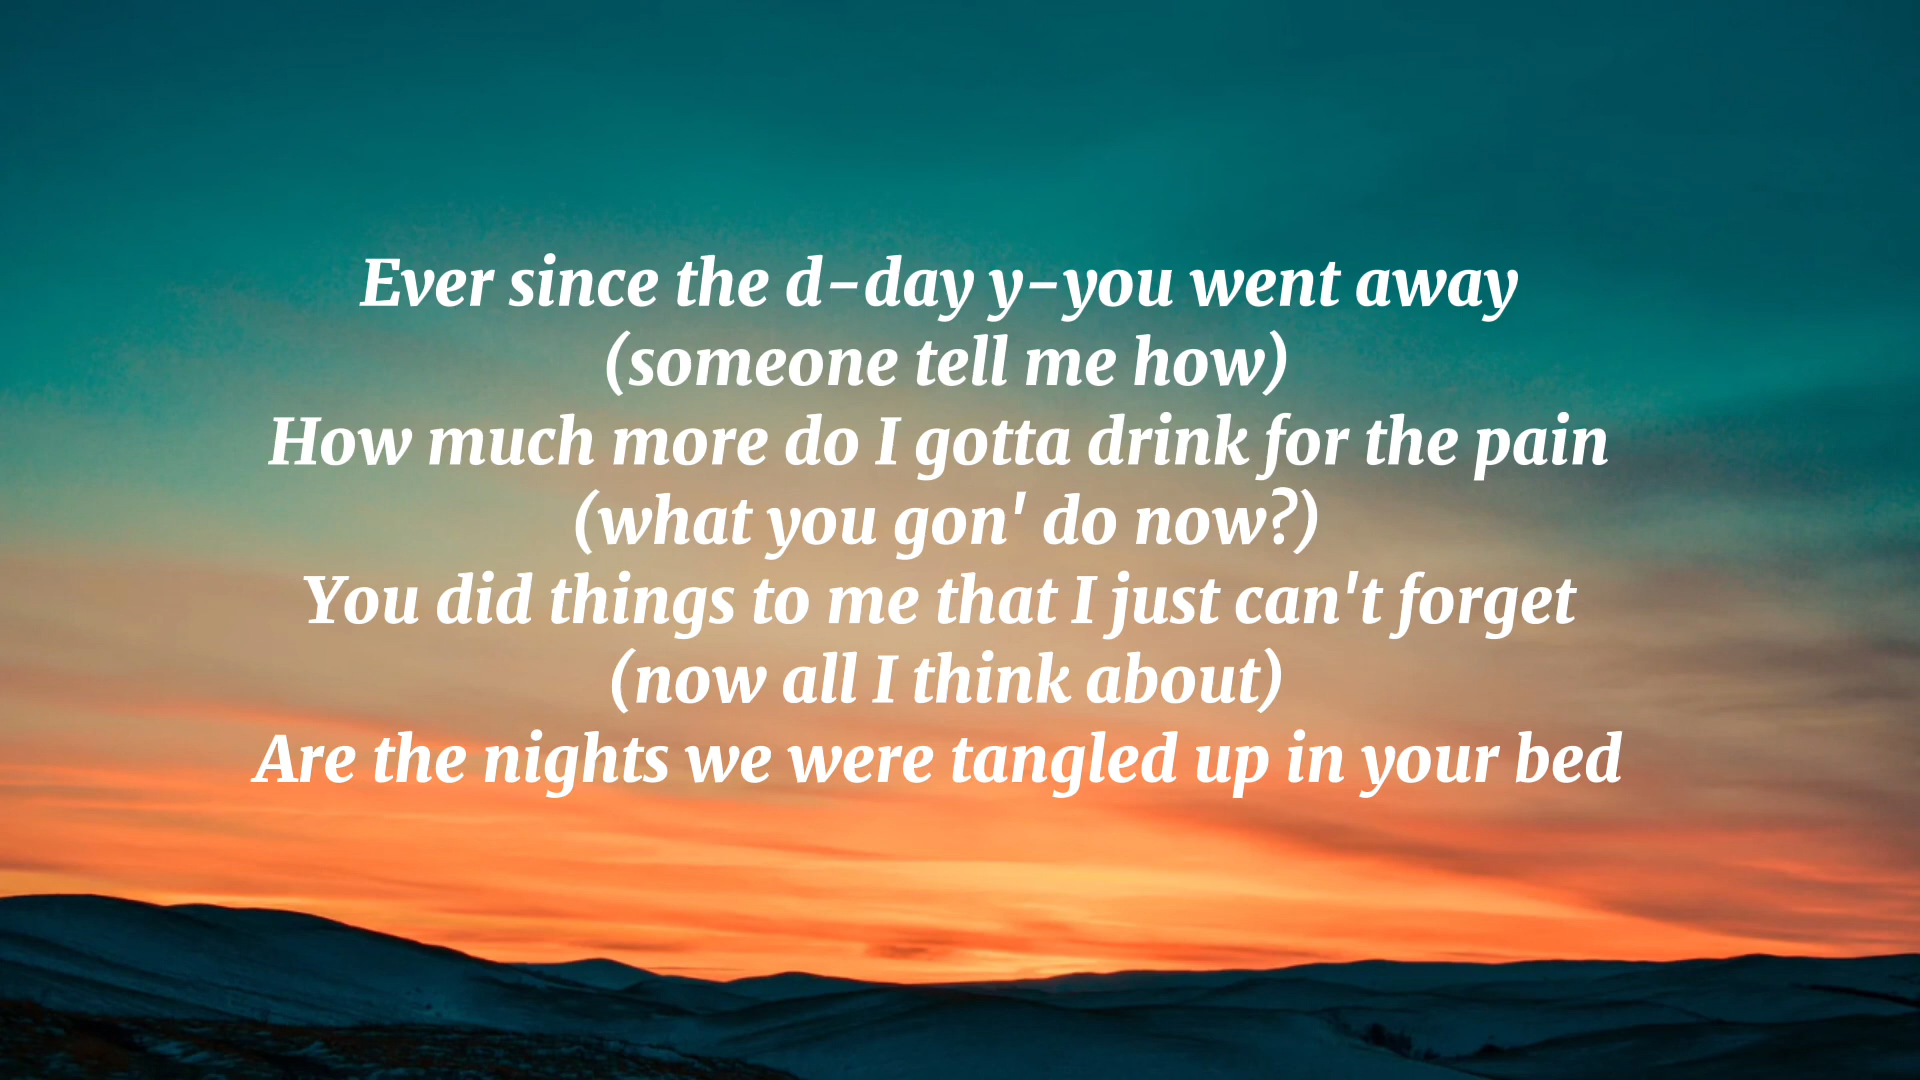 Ever since the d-day y-you went away
(someone tell me how)
How much more do I gotta drink for the pain
(what you gon' do now?)
You did things to me that I just can't forget
(now all I think about)
Are the nights we were tangled up in your bed